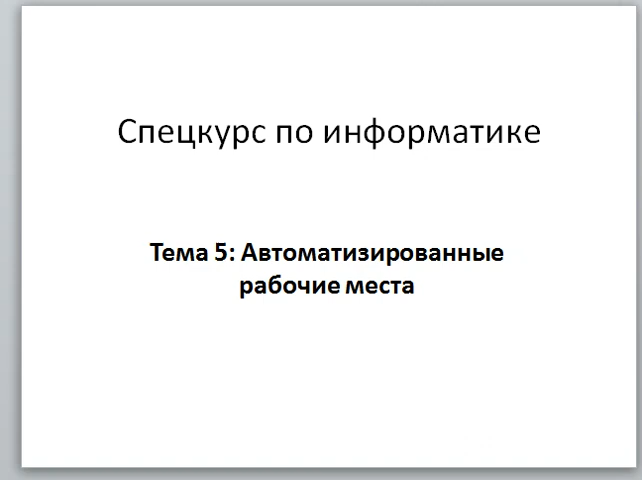 Спецкурс по информатике
Тема 5: Автоматизированные
рабочие места